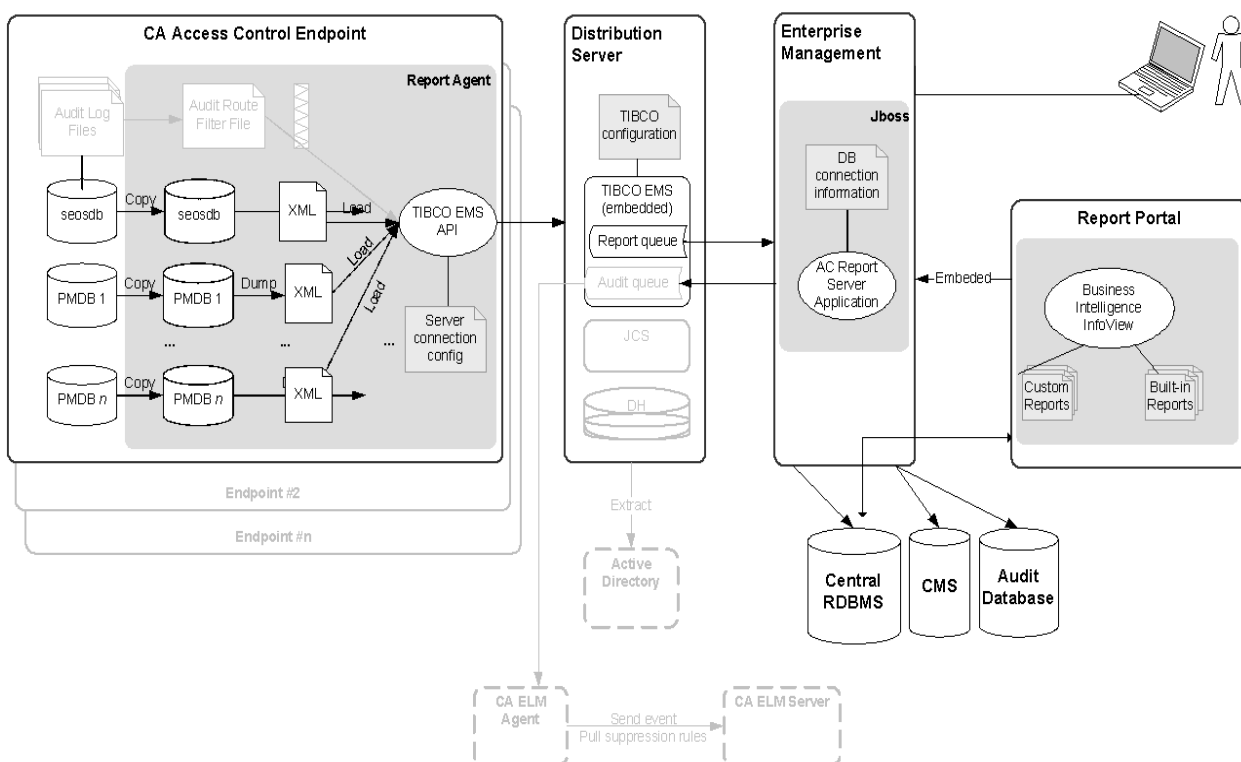 CA Access Control Endpoint
Report Agent
Audit Log
Files
Audit Route
Filter File
seosdb
Copy
seosdb
XML
Load
TIBCO EMS
API
PMDB 1
Copy
PMDB 1
Dump
XML
Load
Load
...
...
...
...
Server
connection
config
PMDB n
Copy
PMDB n
XML
Endpoint #2
Endpoint #n
Distribution
Server
TIBCO
configuration
TIBCO EMS
(embedded)
Report queue
Audit queue
JCS
DH
Extract
Active
Directory
CA ELM
Agent
Send event
Pull suppression rules
CA ELM Server
Enterprise
Management
Jboss
DB
connection
information
AC Report
Server
Application
Embeded
Report Portal
Business
Intelligence
InfoView
Custom
Reports
Built-in
Reports
Central
RDBMS
CMS
Audit
Database